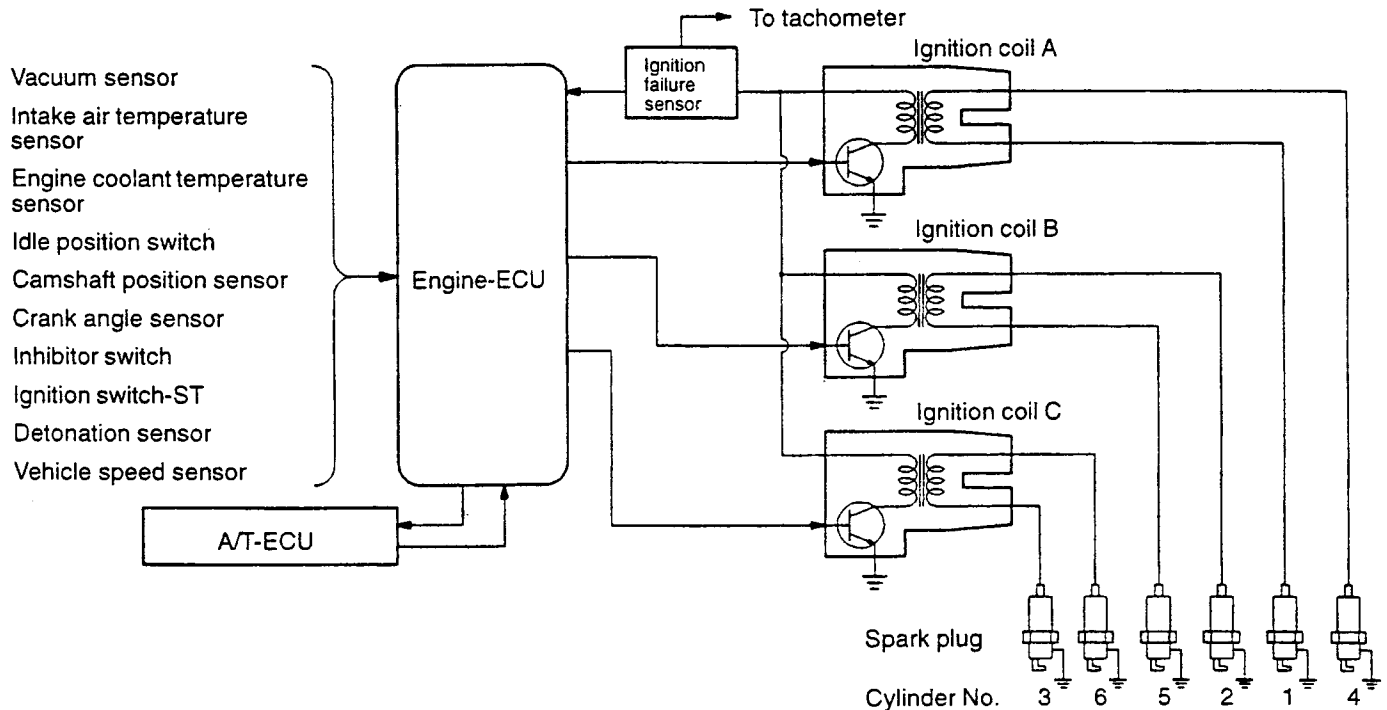 To tachometer
Ignition coil A
Ignition
failure
sensor
Vacuum sensor
Intake air temperature
sensor
Engine coolant temperature
sensor
Idle position switch
Camshaft position sensor
Crank angle sensor
Inhibitor switch
Ignition switch-ST
Detonation sensor
Vehicle speed sensor
Engine-ECU
A/T-ECU
Ignition coil B
Ignition coil C
Spark plug
Cylinder No. 3 6 5 2 1 4